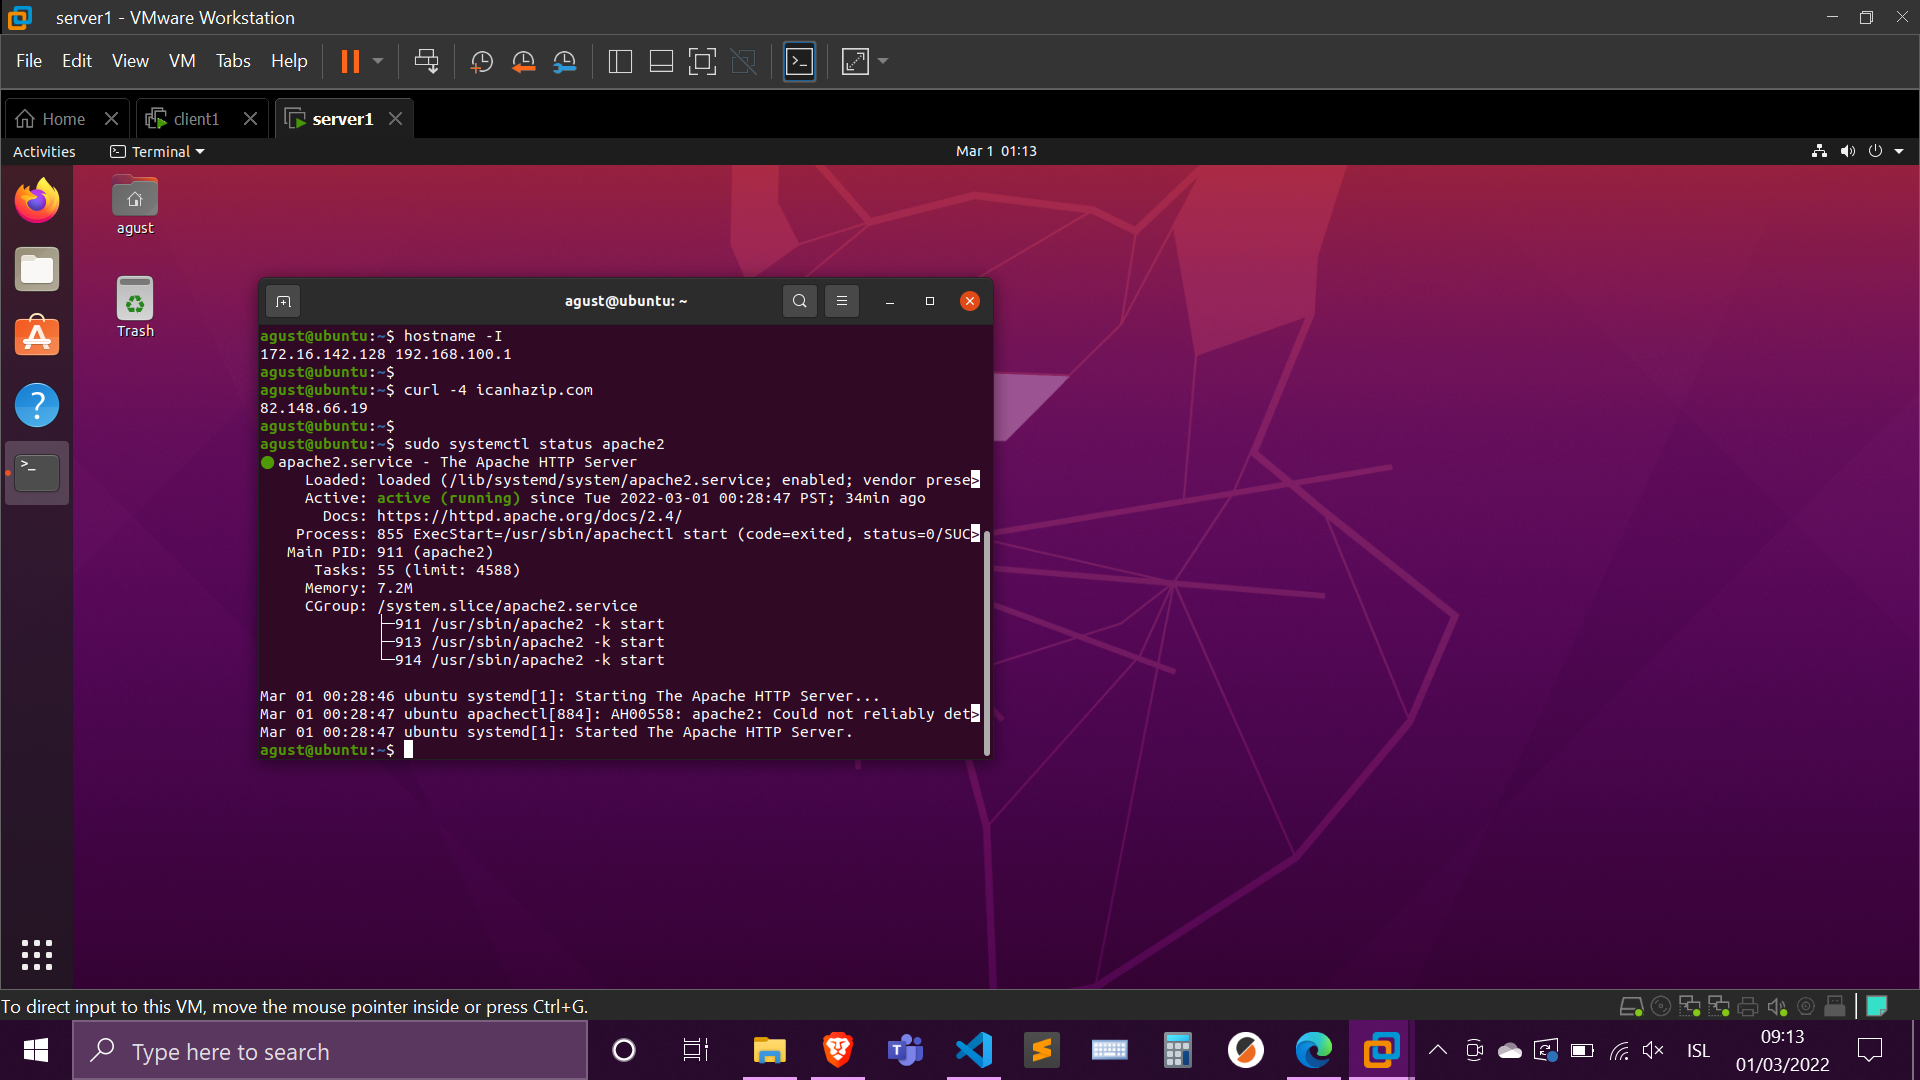 server1 - VMware Workstation
File Edit View VM Tabs Help
Home client1 server1
Activities Terminal Mar 1 01:13
agust
Trash
agust@ubuntu: ~
agust@ubuntu:~$ hostname -I
172.16.142.128 192.168.100.1
agust@ubuntu:~$
agust@ubuntu:~$ curl -4 icanhazip.com
82.148.66.19
agust@ubuntu:~$
agust@ubuntu:~$ sudo systemctl status apache2
● apache2.service - The Apache HTTP Server
Loaded: loaded (/lib/systemd/system/apache2.service; enabled; vendor prese>
Active: active (running) since Tue 2022-03-01 00:28:47 PST; 34min ago
Docs: https://httpd.apache.org/docs/2.4/
Process: 855 ExecStart=/usr/sbin/apachectl start (code=exited, status=0/SUC>
Main PID: 911 (apache2)
Tasks: 55 (limit: 4588)
Memory: 7.2M
CGroup: /system.slice/apache2.service
├─911 /usr/sbin/apache2 -k start
├─913 /usr/sbin/apache2 -k start
└─914 /usr/sbin/apache2 -k start
Mar 01 00:28:46 ubuntu systemd[1]: Starting The Apache HTTP Server...
Mar 01 00:28:47 ubuntu apachectl[884]: AH00558: apache2: Could not reliably det>
Mar 01 00:28:47 ubuntu systemd[1]: Started The Apache HTTP Server.
agust@ubuntu:~$
To direct input to this VM, move the mouse pointer inside or press Ctrl+G.
Type here to search
ISL
09:13
01/03/2022